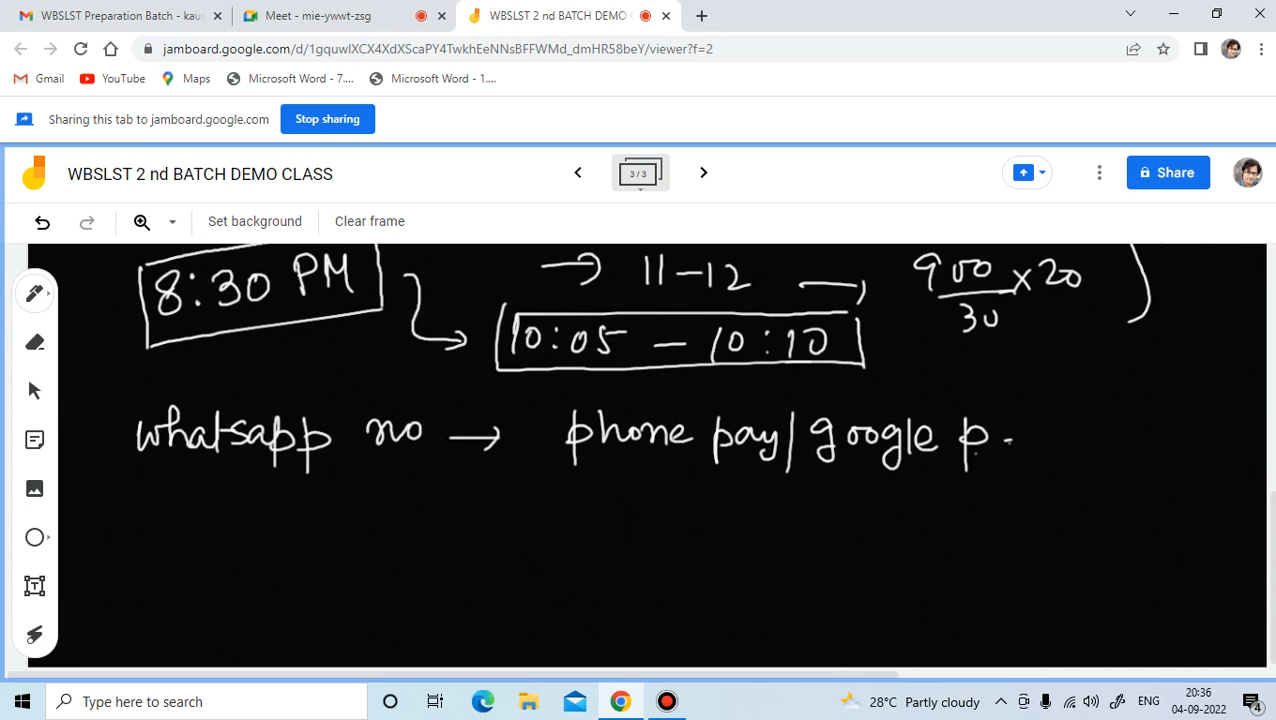 WBSLST Preparation Batch - kaus
Meet - mie-ywwt-zsg
WBSLST 2 nd BATCH DEMO C
jamboard.google.com/d/1gquwlXCX4XdXScaPY4TwkhEeNNsBFFWMd_dmHR58beY/viewer?f=2
Gmail YouTube Maps Microsoft Word - 7.... Microsoft Word - 1....
Sharing this tab to jamboard.google.com Stop sharing
WBSLST 2 nd BATCH DEMO CLASS 3/3 Share
Set background Clear frame
8:30 PM → 11-12 → 900/30 × 20
10:05 - 10:10
whatsapp no → phone pay/google p
Type here to search 28°C Partly cloudy ENG 20:36
04-09-2022 4